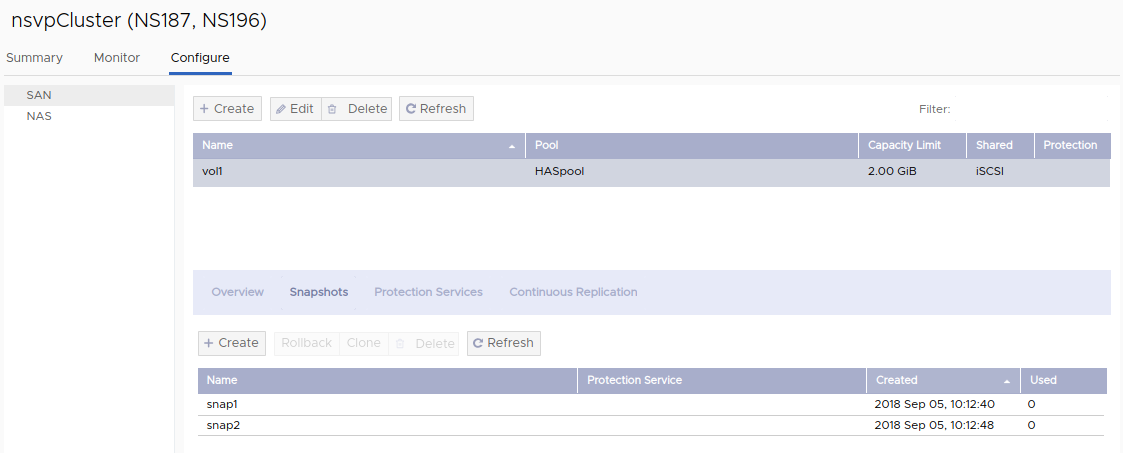 nsvpCluster (NS187, NS196)
Summary Monitor Configure
SAN
NAS
+ Create Edit Delete Refresh Filter:
Name Pool Capacity Limit Shared Protection
vol1 HASpool 2.00 GiB iSCSI
Overview Snapshots Protection Services Continuous Replication
+ Create Rollback Clone Delete Refresh
Name Protection Service Created Used
snap1 2018 Sep 05, 10:12:40 0
snap2 2018 Sep 05, 10:12:48 0